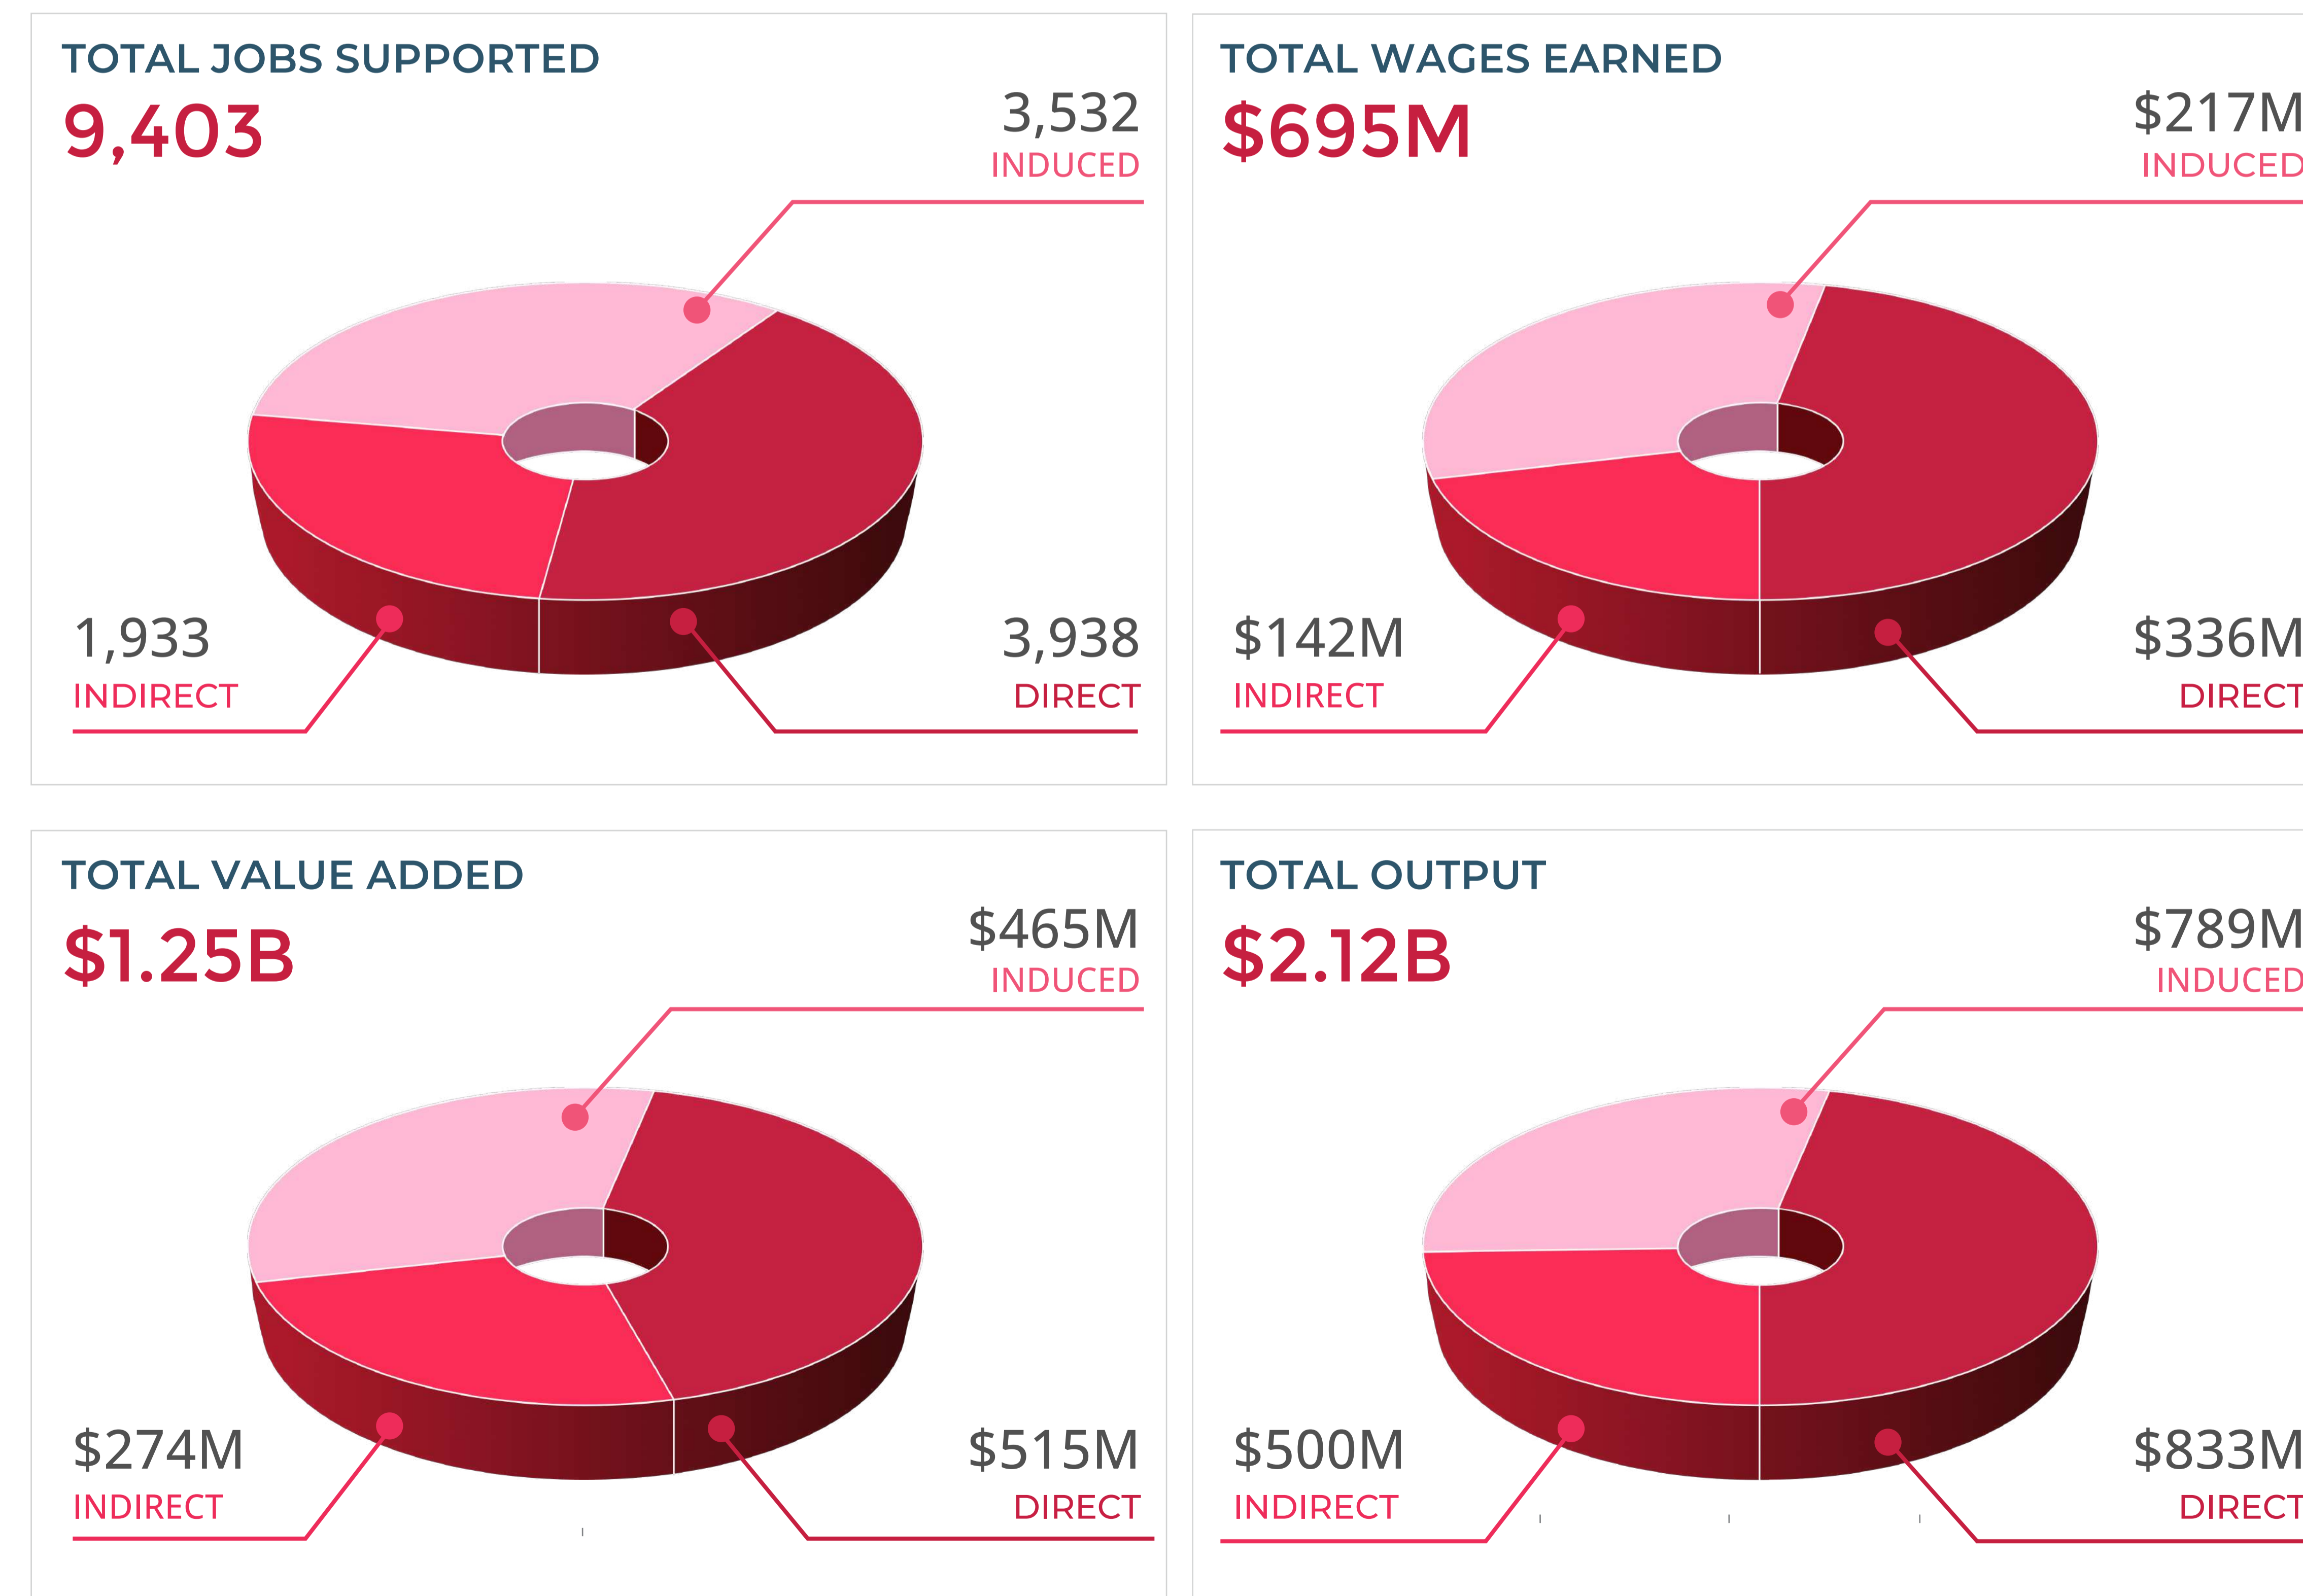 TOTAL JOBS SUPPORTED
9,403
3,532
INDUCED
1,933
INDIRECT
3,938
DIRECT
TOTAL WAGES EARNED
$695M
$217M
INDUCED
$142M
INDIRECT
$336M
DIRECT
TOTAL VALUE ADDED
$1.25B
$465M
INDUCED
$274M
INDIRECT
$515M
DIRECT
TOTAL OUTPUT
$2.12B
$789M
INDUCED
$500M
INDIRECT
$833M
DIRECT